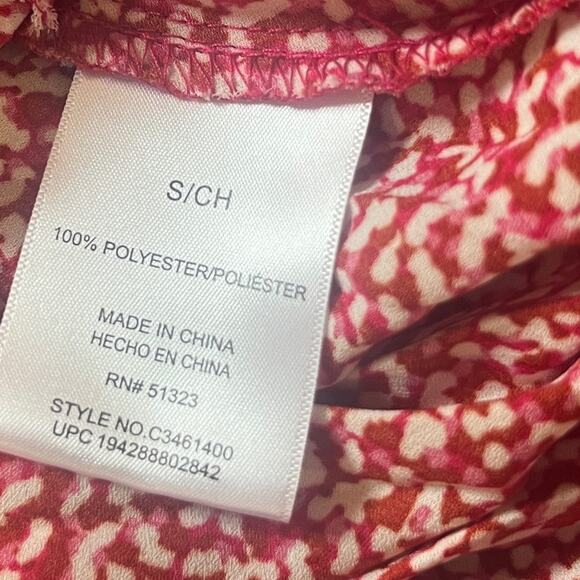 S/CH
100% POLYESTER/POLIÉSTER
MADE IN CHINA
HECHO EN CHINA
RN# 51323
STYLE NO.C3461400
UPC 194288802842